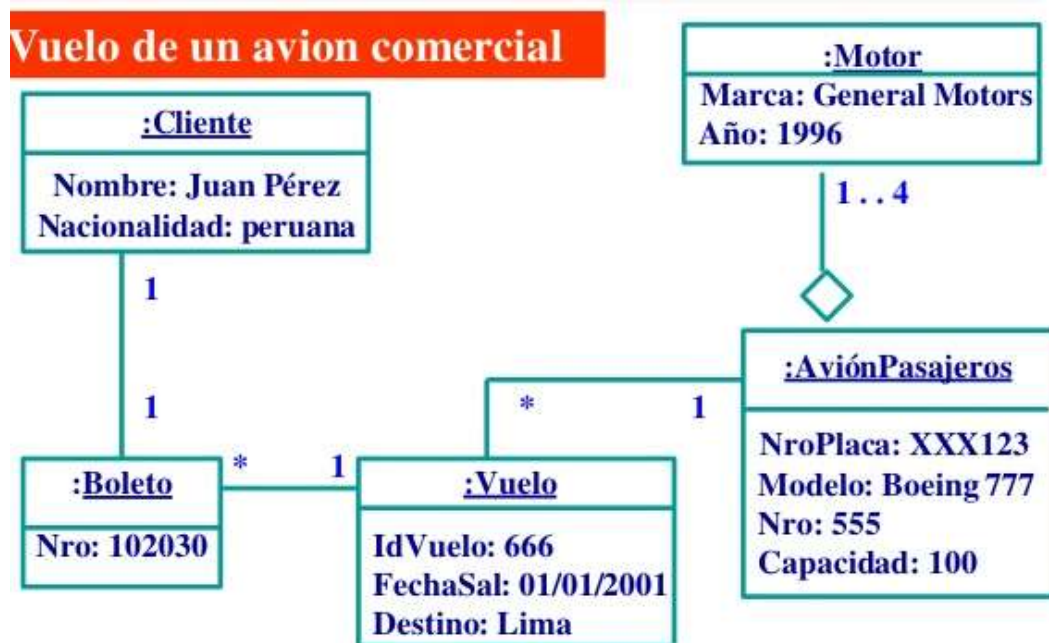 Vuelo de un avion comercial
:Motor
Marca: General Motors
Año: 1996
:Cliente
Nombre: Juan Pérez
Nacionalidad: peruana
1 . . 4
1
1
:AviónPasajeros
NroPlaca: XXX123
Modelo: Boeing 777
Nro: 555
Capacidad: 100
*
1
:Boleto
Nro: 102030
*
1
:Vuelo
IdVuelo: 666
FechaSal: 01/01/2001
Destino: Lima